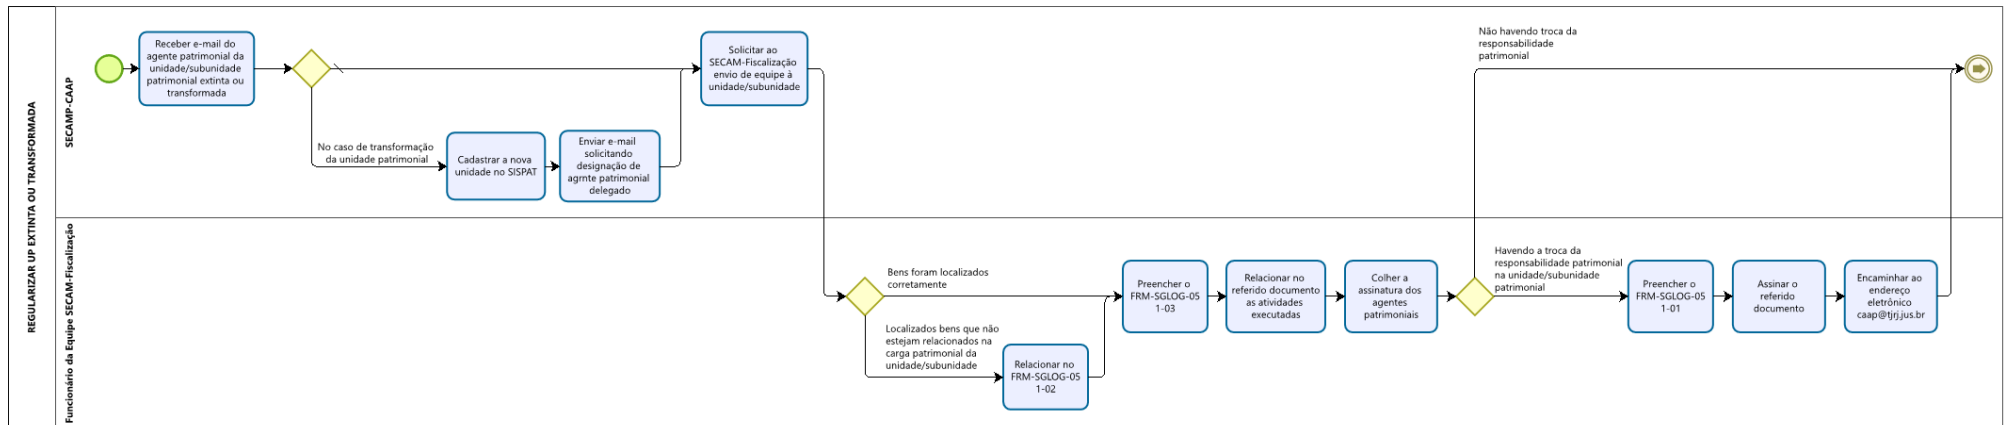 REGULARIZAR UP EXTINTA OU TRANSFORMADA
SECAMP-CAAP
Receber e-mail do
agente patrimonial da
unidade/subunidade
patrimonial extinta ou
transformada
No caso de transformação
da unidade patrimonial
Cadastrar a nova
unidade no SISPAT
Enviar e-mail
solicitando
designação de
agrnte patrimonial
delegado
Solicitar ao
SECAM-Fiscalização
envio de equipe à
unidade/subunidade
Não havendo troca da
responsabilidade
patrimonial
Funcionário da Equipe SECAM-Fiscalização
Bens foram localizados
corretamente
Localizados bens que não
estejam relacionados na
carga patrimonial da
unidade/subunidade
Relacionar no
FRM-SGLOG-05
1-02
Preencher o
FRM-SGLOG-05
1-03
Relacionar no
referido documento
as atividades
executadas
Colher a
assinatura dos
agentes
patrimoniais
Havendo a troca da
responsabilidade patrimonial
na unidade/subunidade
patrimonial
Preencher o
FRM-SGLOG-05
1-01
Assinar o
referido
documento
Encaminhar ao
endereço
eletrônico
caap@tjrj.jus.br